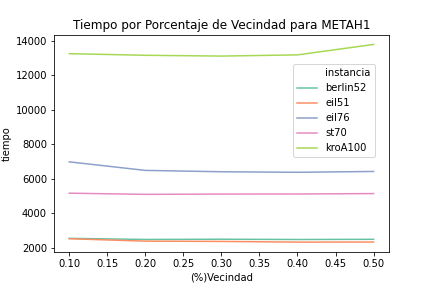 Tiempo por Porcentaje de Vecindad para METAH1
14000
12000
10000
8000
6000
4000
2000
tiempo
instancia
berlin52
eil51
eil76
st70
kroA100
0.10 0.15 0.20 0.25 0.30 0.35 0.40 0.45 0.50
(%)Vecindad